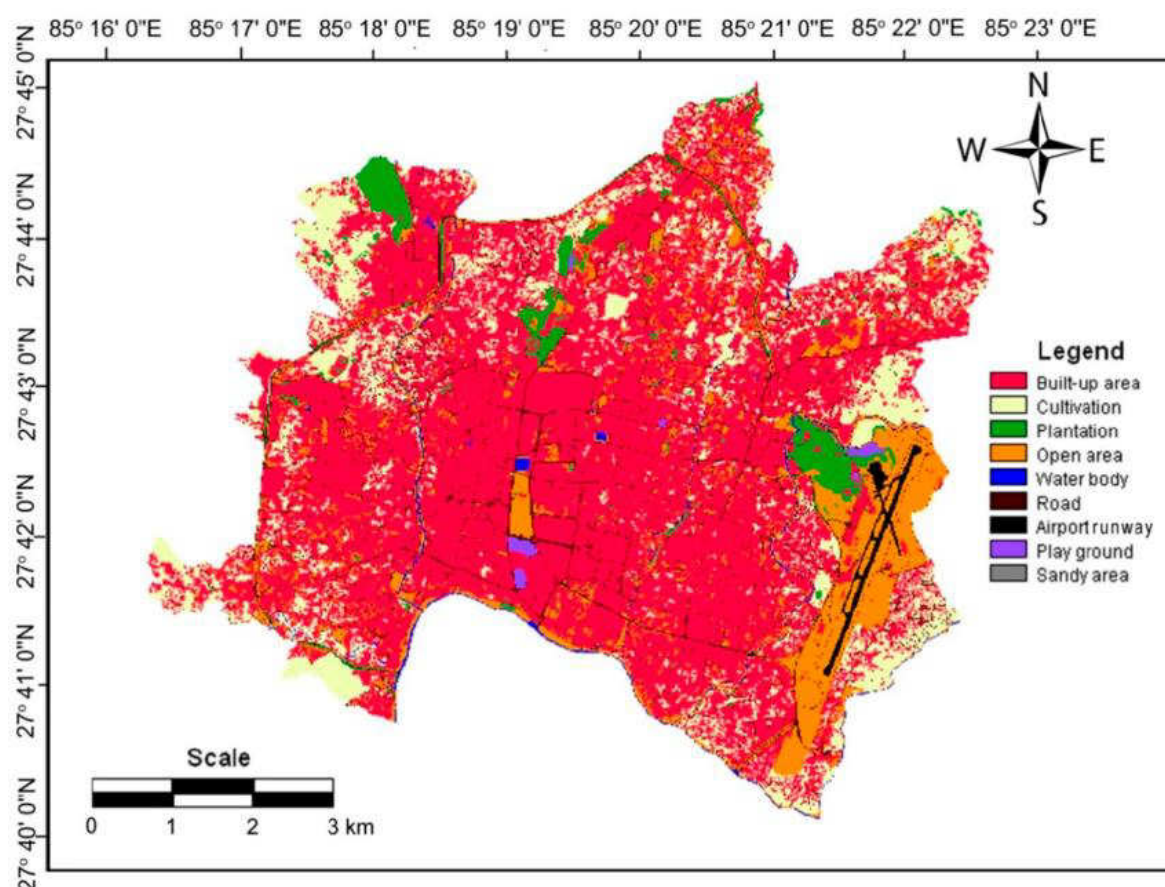 85° 16' 0"E 85° 17' 0"E 85° 18' 0"E 85° 19' 0"E 85° 20' 0"E 85° 21' 0"E 85° 22' 0"E 85° 23' 0"E
27° 45' 0"N
27° 44' 0"N
27° 43' 0"N
27° 42' 0"N
27° 41' 0"N
27° 40' 0"N
N
W E
S
Legend
Built-up area
Cultivation
Plantation
Open area
Water body
Road
Airport runway
Play ground
Sandy area
Scale
0 1 2 3 km